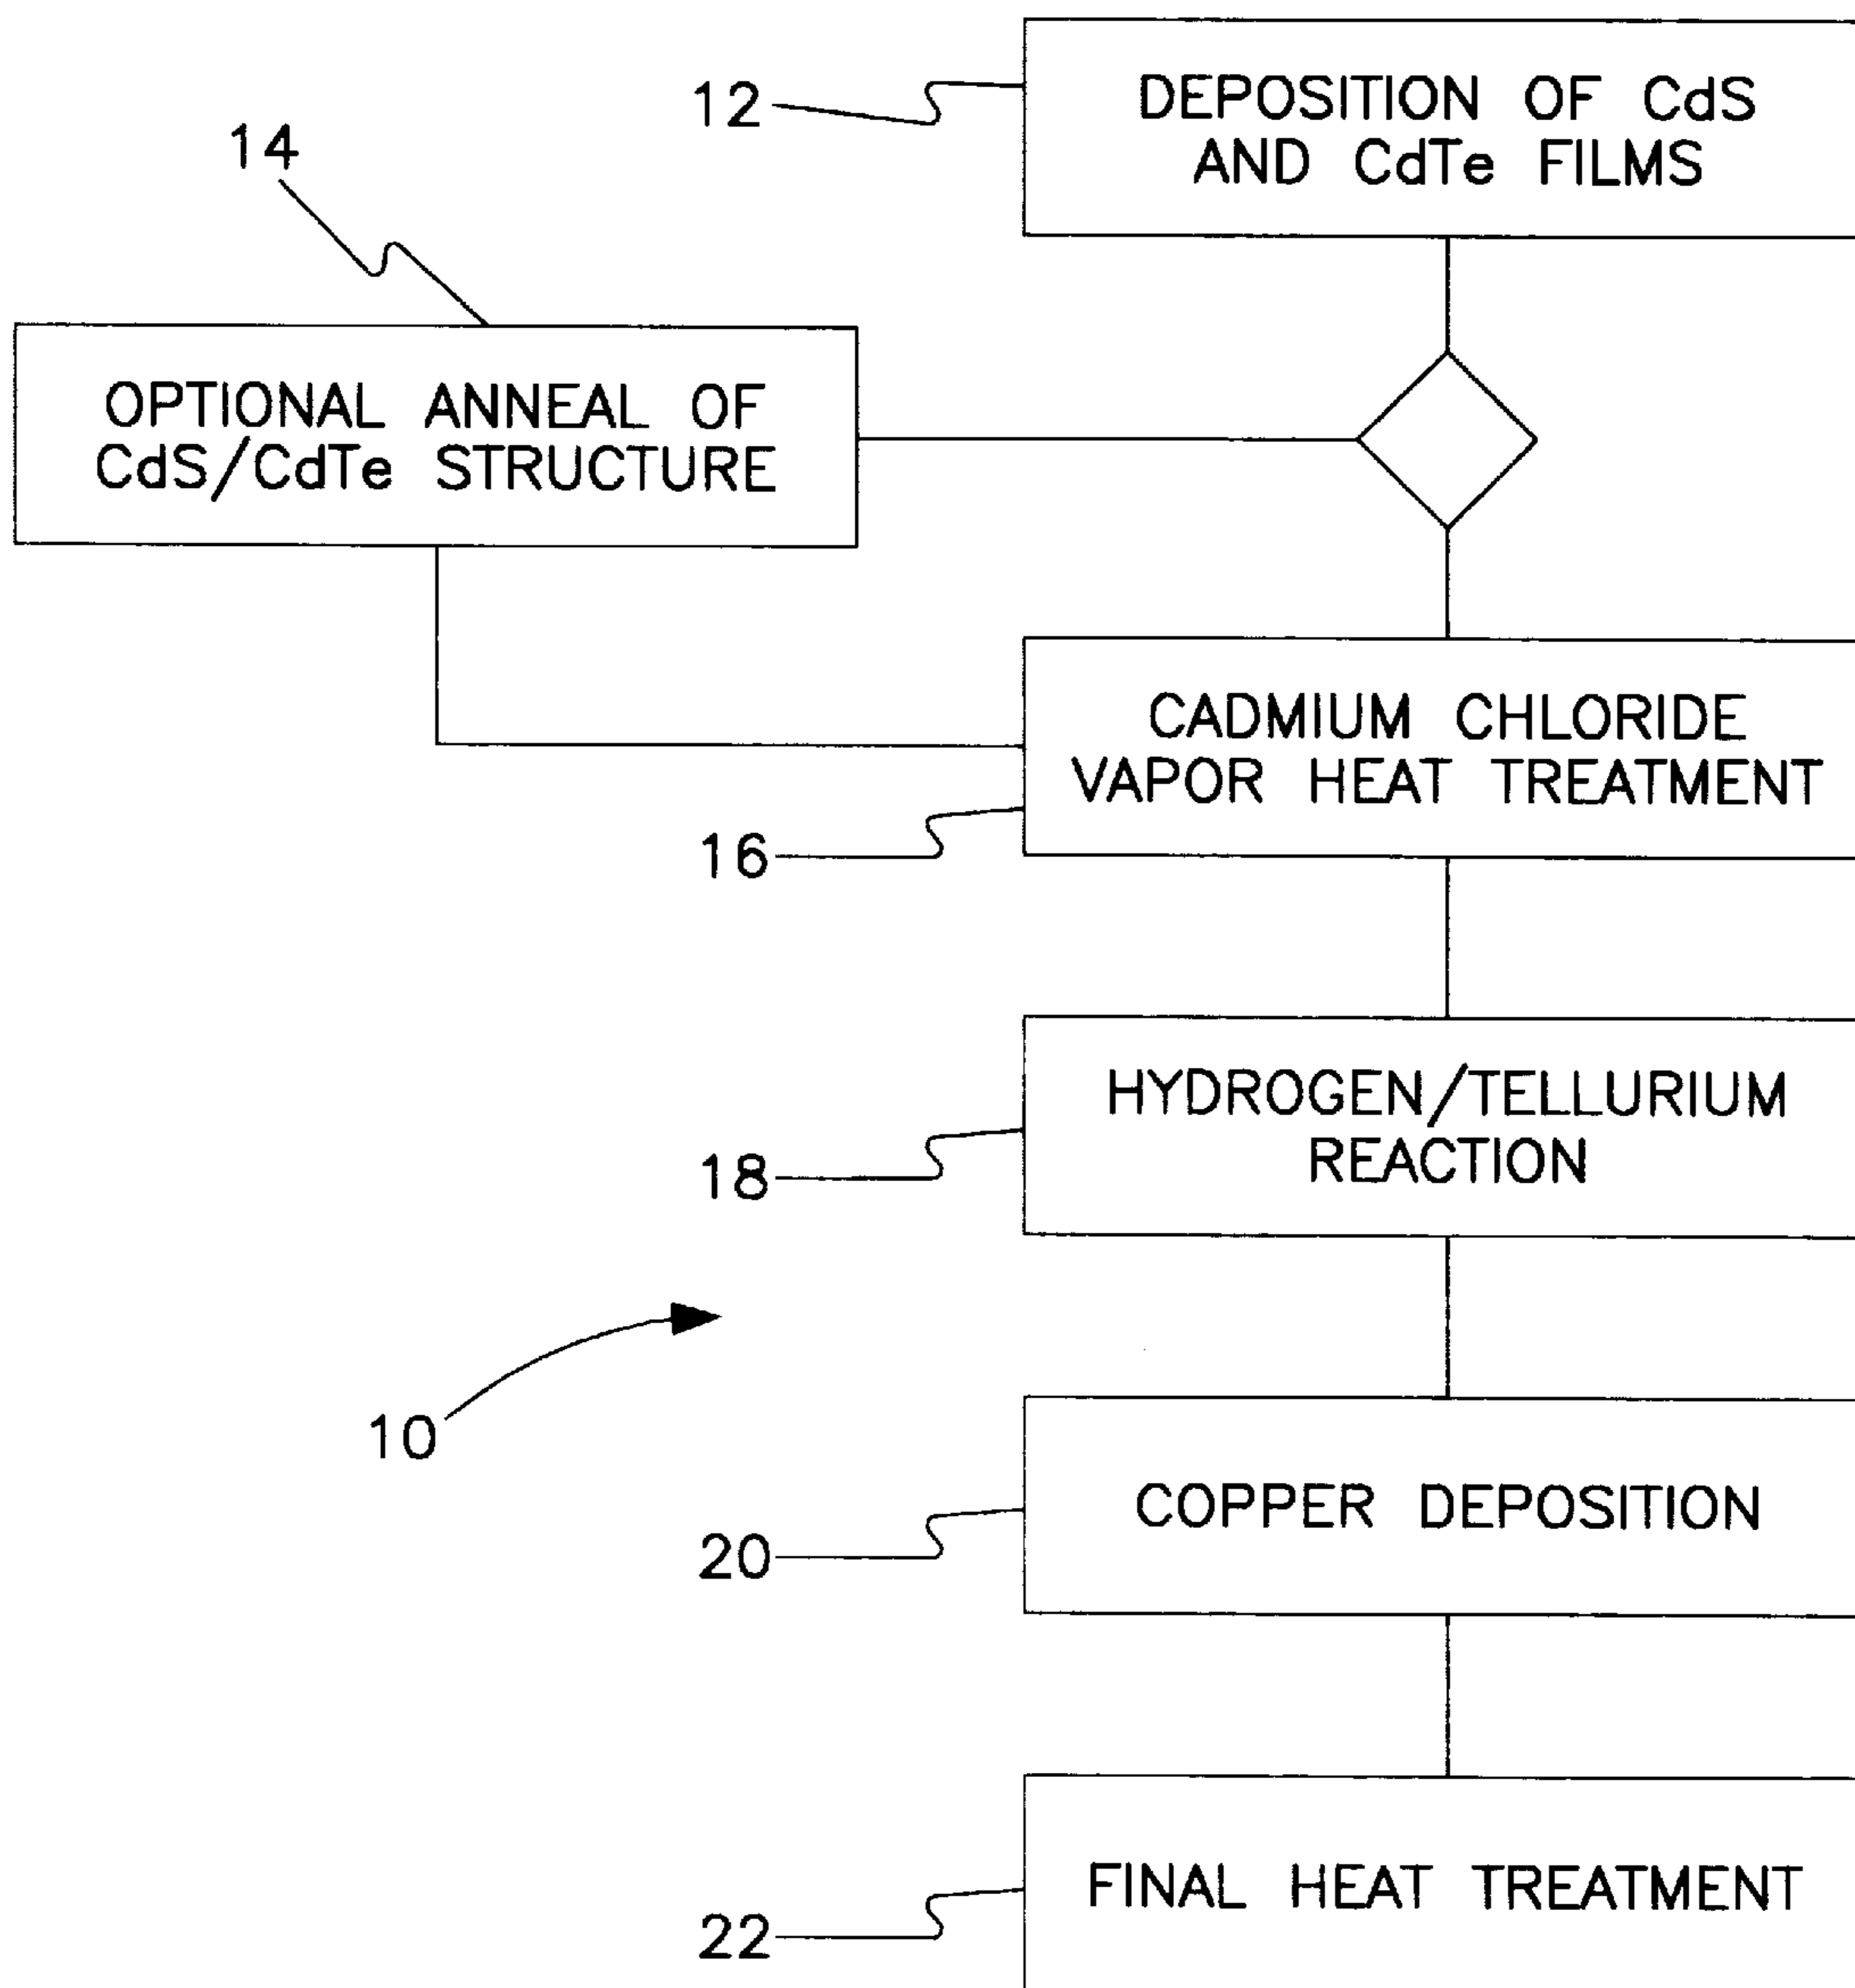 12
DEPOSITION OF CdS
AND CdTe FILMS
14
OPTIONAL ANNEAL OF
CdS/CdTe STRUCTURE
CADMIUM CHLORIDE
VAPOR HEAT TREATMENT
16
HYDROGEN/TELLURIUM
REACTION
18
10
COPPER DEPOSITION
20
FINAL HEAT TREATMENT
22